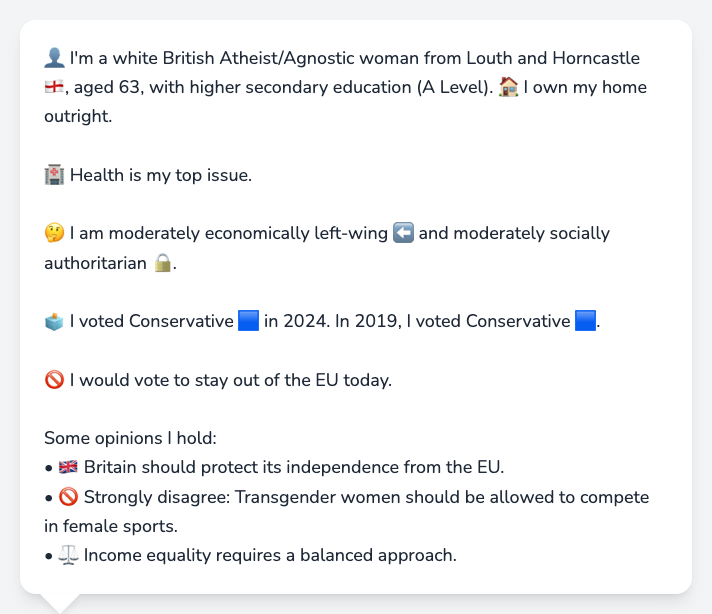 👤 I'm a white British Atheist/Agnostic woman from Louth and Horncastle
🏴󠁧󠁢󠁥󠁮󠁧󠁿, aged 63, with higher secondary education (A Level). 🏠 I own my home
outright.
🏥 Health is my top issue.
🤔 I am moderately economically left-wing ⬅️ and moderately socially
authoritarian 🔒.
🗳️ I voted Conservative 🟦 in 2024. In 2019, I voted Conservative 🟦.
🚫 I would vote to stay out of the EU today.
Some opinions I hold:
• 🇬🇧 Britain should protect its independence from the EU.
• 🚫 Strongly disagree: Transgender women should be allowed to compete
in female sports.
• ⚖️ Income equality requires a balanced approach.